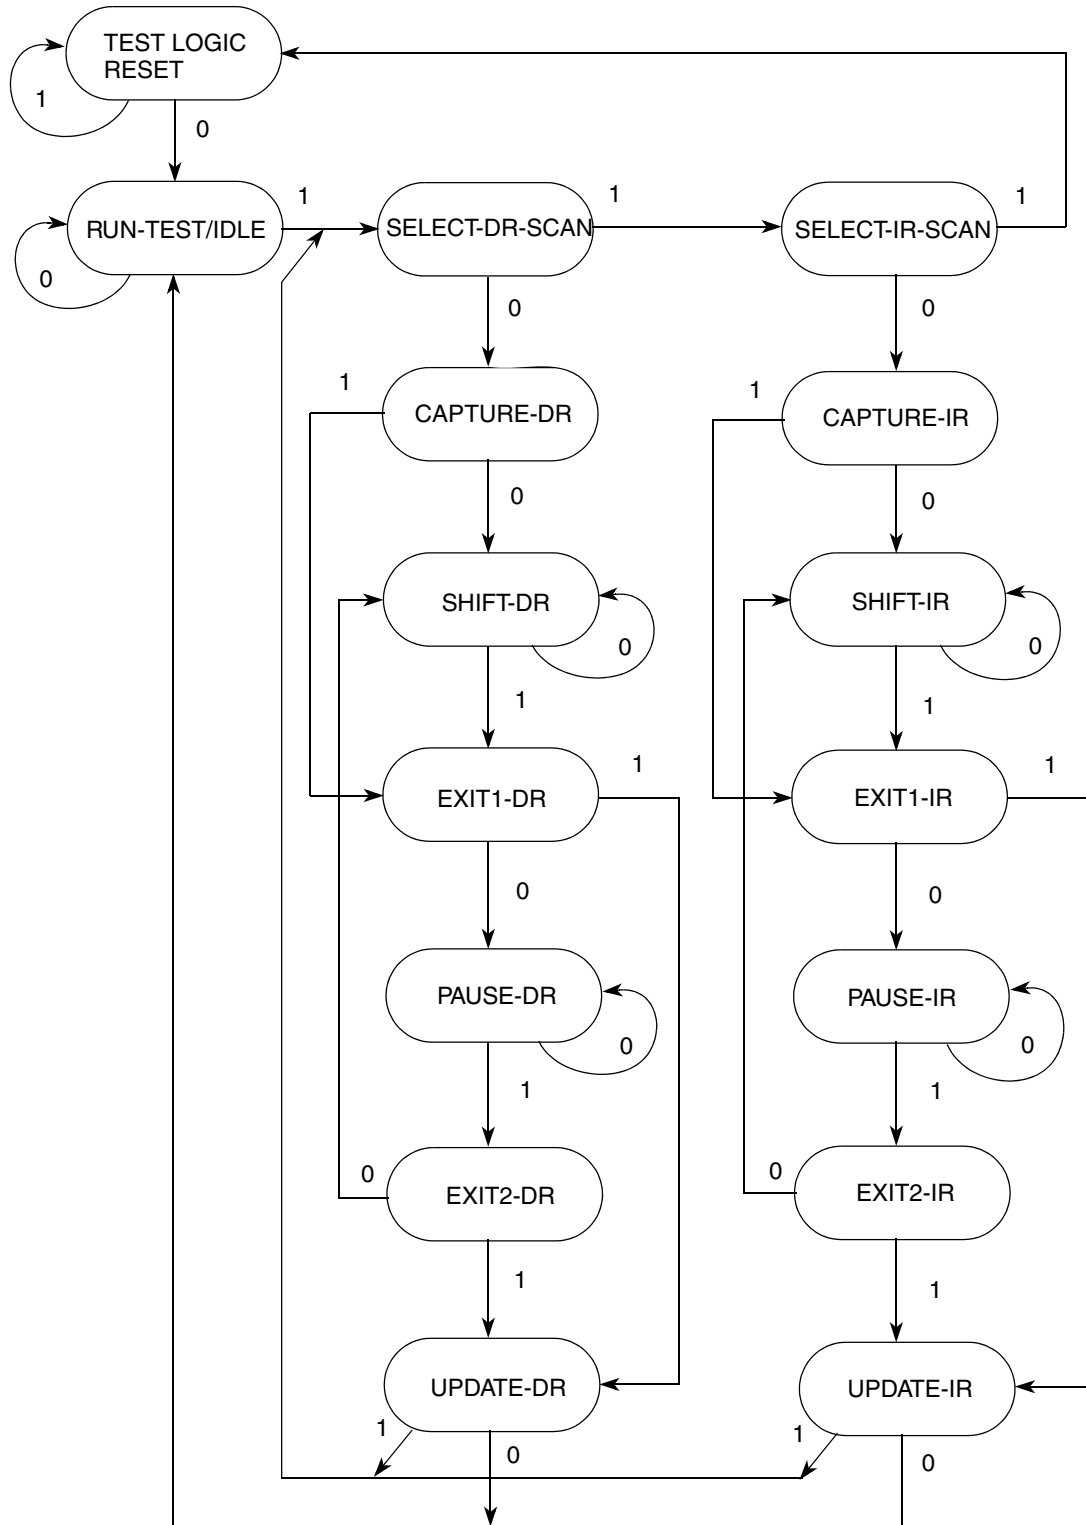 TEST LOGIC
RESET
1
0
RUN-TEST/IDLE
1
SELECT-DR-SCAN
1
SELECT-IR-SCAN
1
0
0
0
1
CAPTURE-DR
1
CAPTURE-IR
0
0
SHIFT-DR
0
SHIFT-IR
0
1
1
EXIT1-DR
1
EXIT1-IR
1
0
0
PAUSE-DR
0
PAUSE-IR
0
1
1
0
EXIT2-DR
0
EXIT2-IR
1
1
UPDATE-DR
UPDATE-IR
1
0
1
0